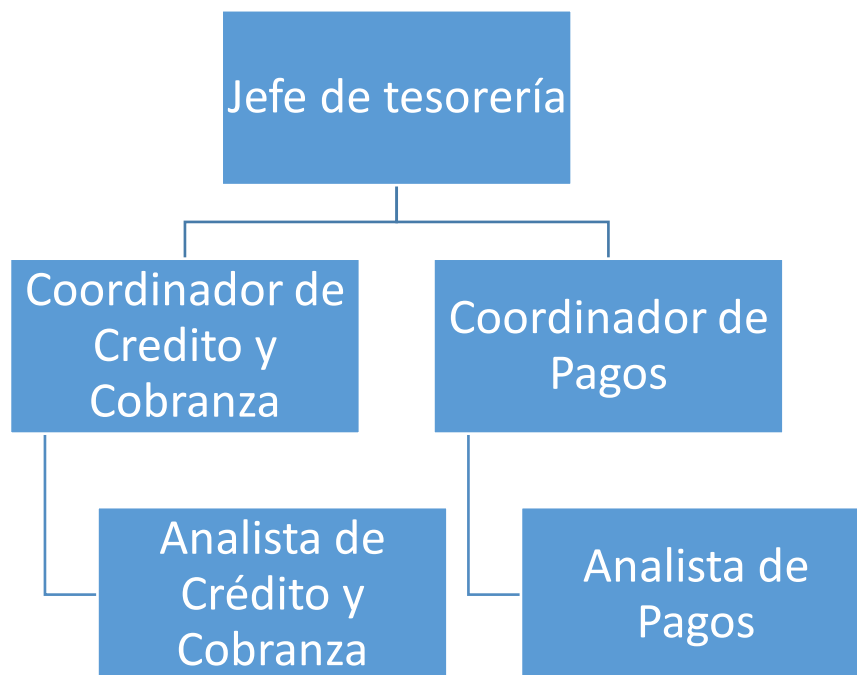 Jefe de tesorería
Coordinador de
Credito y
Cobranza
Coordinador de
Pagos
Analista de
Crédito y
Cobranza
Analista de
Pagos